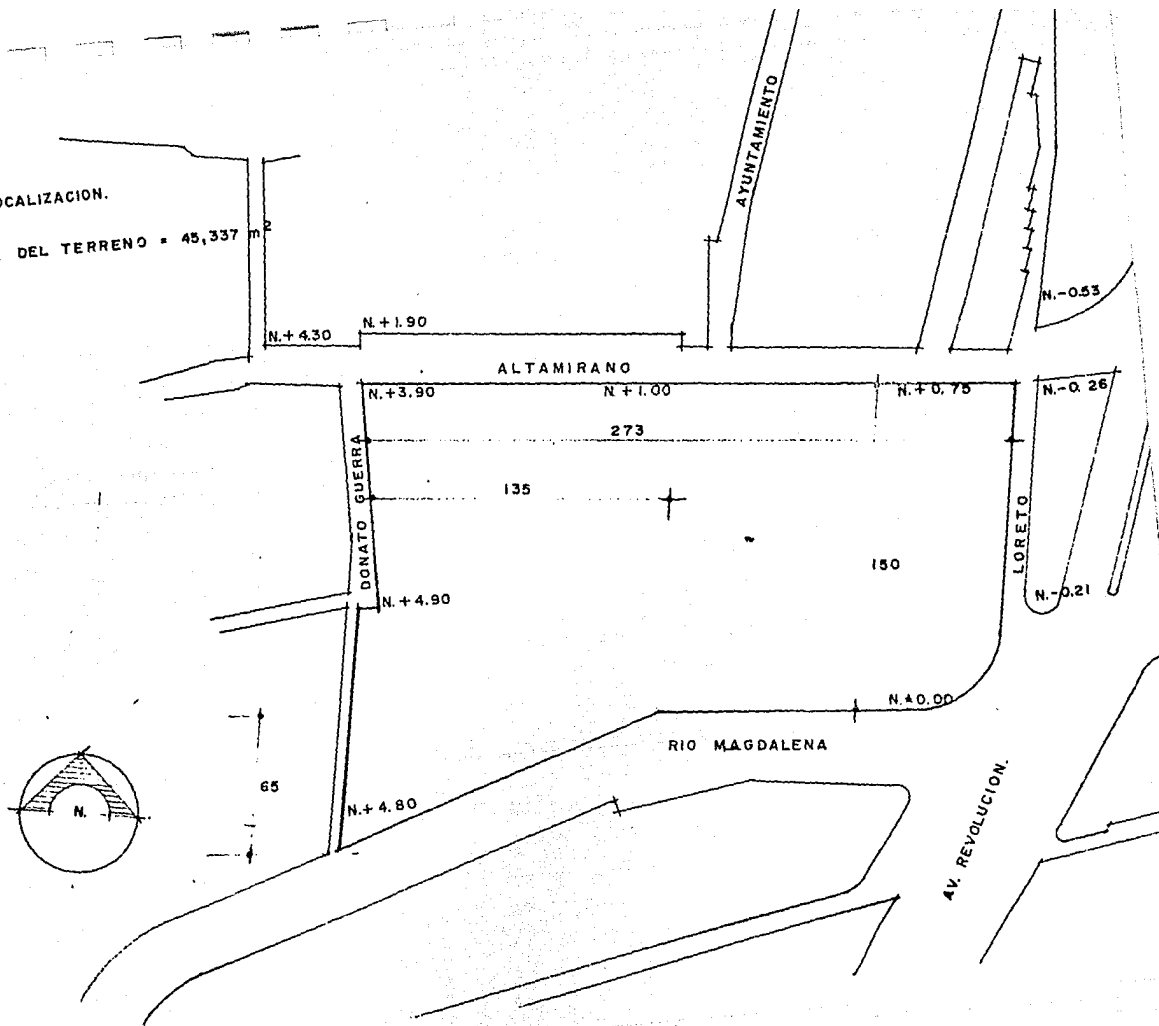 AYUNTAMIENTO
OCALIZACION.
DEL TERRENO = 45,337 m²
N.-0.53
N.+4.30
N.+1.90
ALTAMIRANO
N.+3.90
N+1.00
N.+0.75
N.-0.26
273
DONATO GUERRA
135
LORETO
150
N.-0.21
N.+4.90
N.±0.00
RIO MAGDALENA
65
N.
N.+4.80
AV. REVOLUCION.